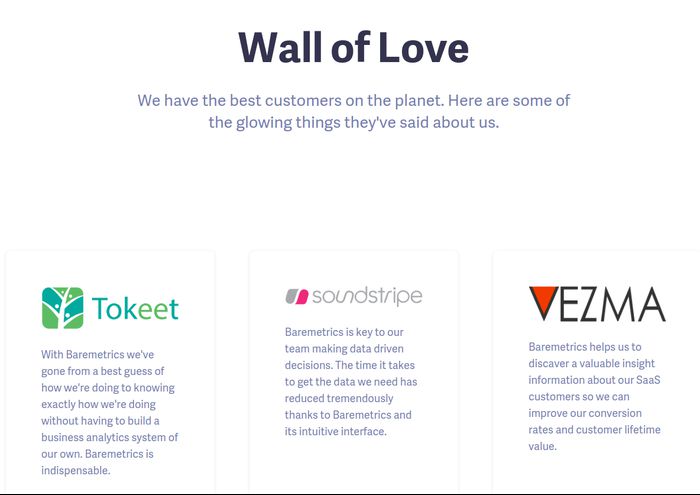 Wall of Love
We have the best customers on the planet. Here are some of
the glowing things they've said about us.
Tokeet
With Baremetrics we've
gone from a best guess of
how we're doing to knowing
exactly how we're doing
without having to build a
business analytics system of
our own. Baremetrics is
indispensable.
soundstripe
Baremetrics is key to our
team making data driven
decisions. The time it takes
to get the data we need has
reduced tremendously
thanks to Baremetrics and
its intuitive interface.
VEZMA
Baremetrics helps us to
discaver a valuable insight
information about our SaaS
customers so we can
improve our conversion
rates and customer lifetime
value.